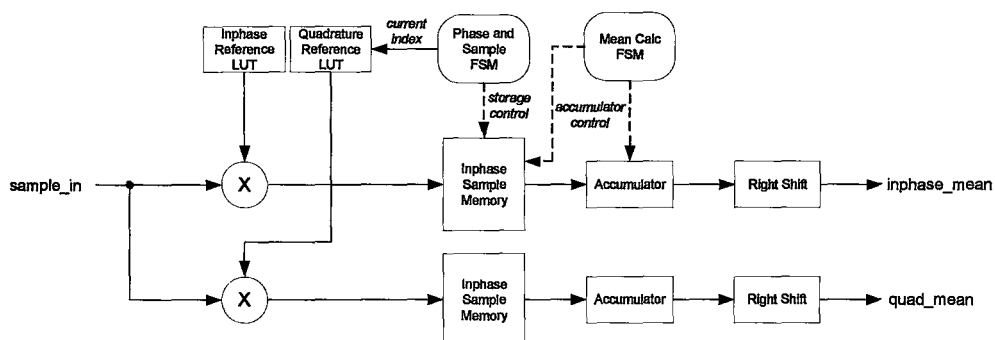 Inphase
Reference
LUT
Quadrature
Reference
LUT
current
index
Phase and
Sample
FSM
Mean Calc
FSM
storage
control
accumulator
control
sample_in
X
Inphase
Sample
Memory
Accumulator
Right Shift
inphase_mean
X
Inphase
Sample
Memory
Accumulator
Right Shift
quad_mean